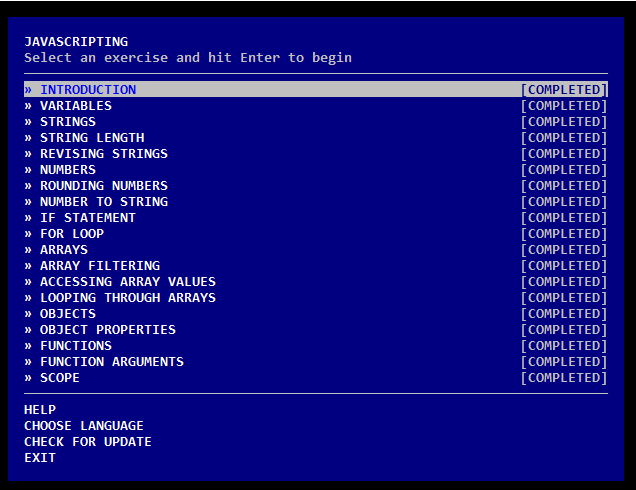 JAVASCRIPTING
Select an exercise and hit Enter to begin
» INTRODUCTION [COMPLETED]
» VARIABLES [COMPLETED]
» STRINGS [COMPLETED]
» STRING LENGTH [COMPLETED]
» REVISING STRINGS [COMPLETED]
» NUMBERS [COMPLETED]
» ROUNDING NUMBERS [COMPLETED]
» NUMBER TO STRING [COMPLETED]
» IF STATEMENT [COMPLETED]
» FOR LOOP [COMPLETED]
» ARRAYS [COMPLETED]
» ARRAY FILTERING [COMPLETED]
» ACCESSING ARRAY VALUES [COMPLETED]
» LOOPING THROUGH ARRAYS [COMPLETED]
» OBJECTS [COMPLETED]
» OBJECT PROPERTIES [COMPLETED]
» FUNCTIONS [COMPLETED]
» FUNCTION ARGUMENTS [COMPLETED]
» SCOPE [COMPLETED]
HELP
CHOOSE LANGUAGE
CHECK FOR UPDATE
EXIT